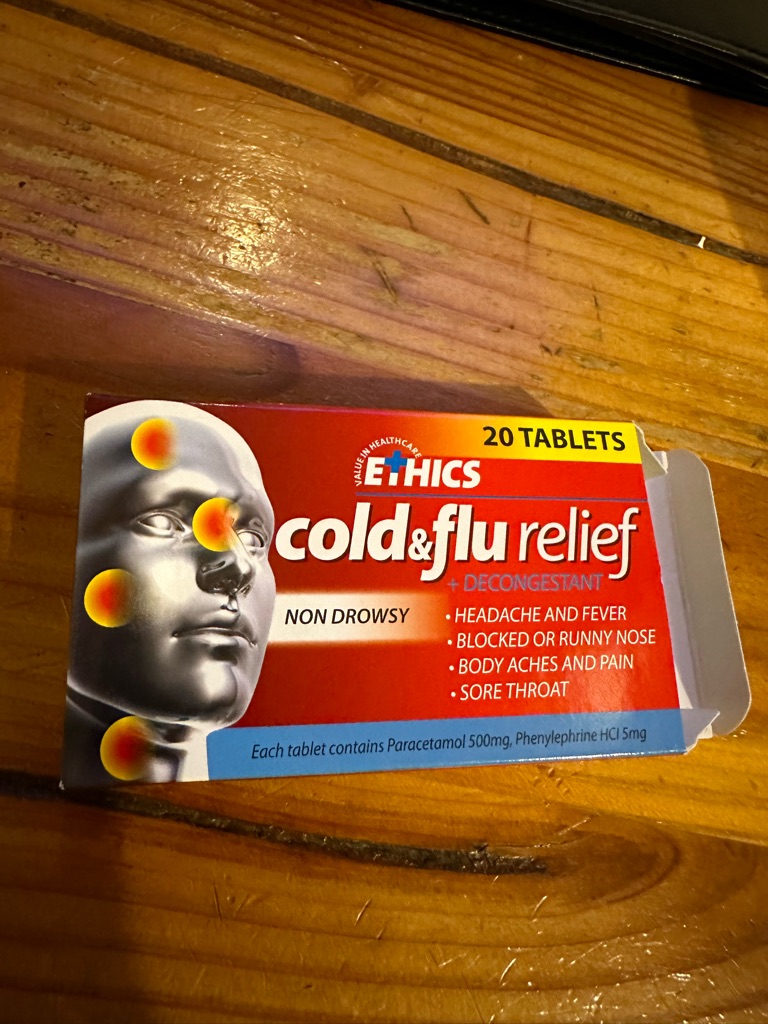 20 TABLETS
VALUE IN HEALTHCARE
ETHICS
cold&flu relief
+ DECONGESTANT
NON DROWSY
• HEADACHE AND FEVER
• BLOCKED OR RUNNY NOSE
• BODY ACHES AND PAIN
• SORE THROAT
Each tablet contains Paracetamol 500mg, Phenylephrine HCl 5mg